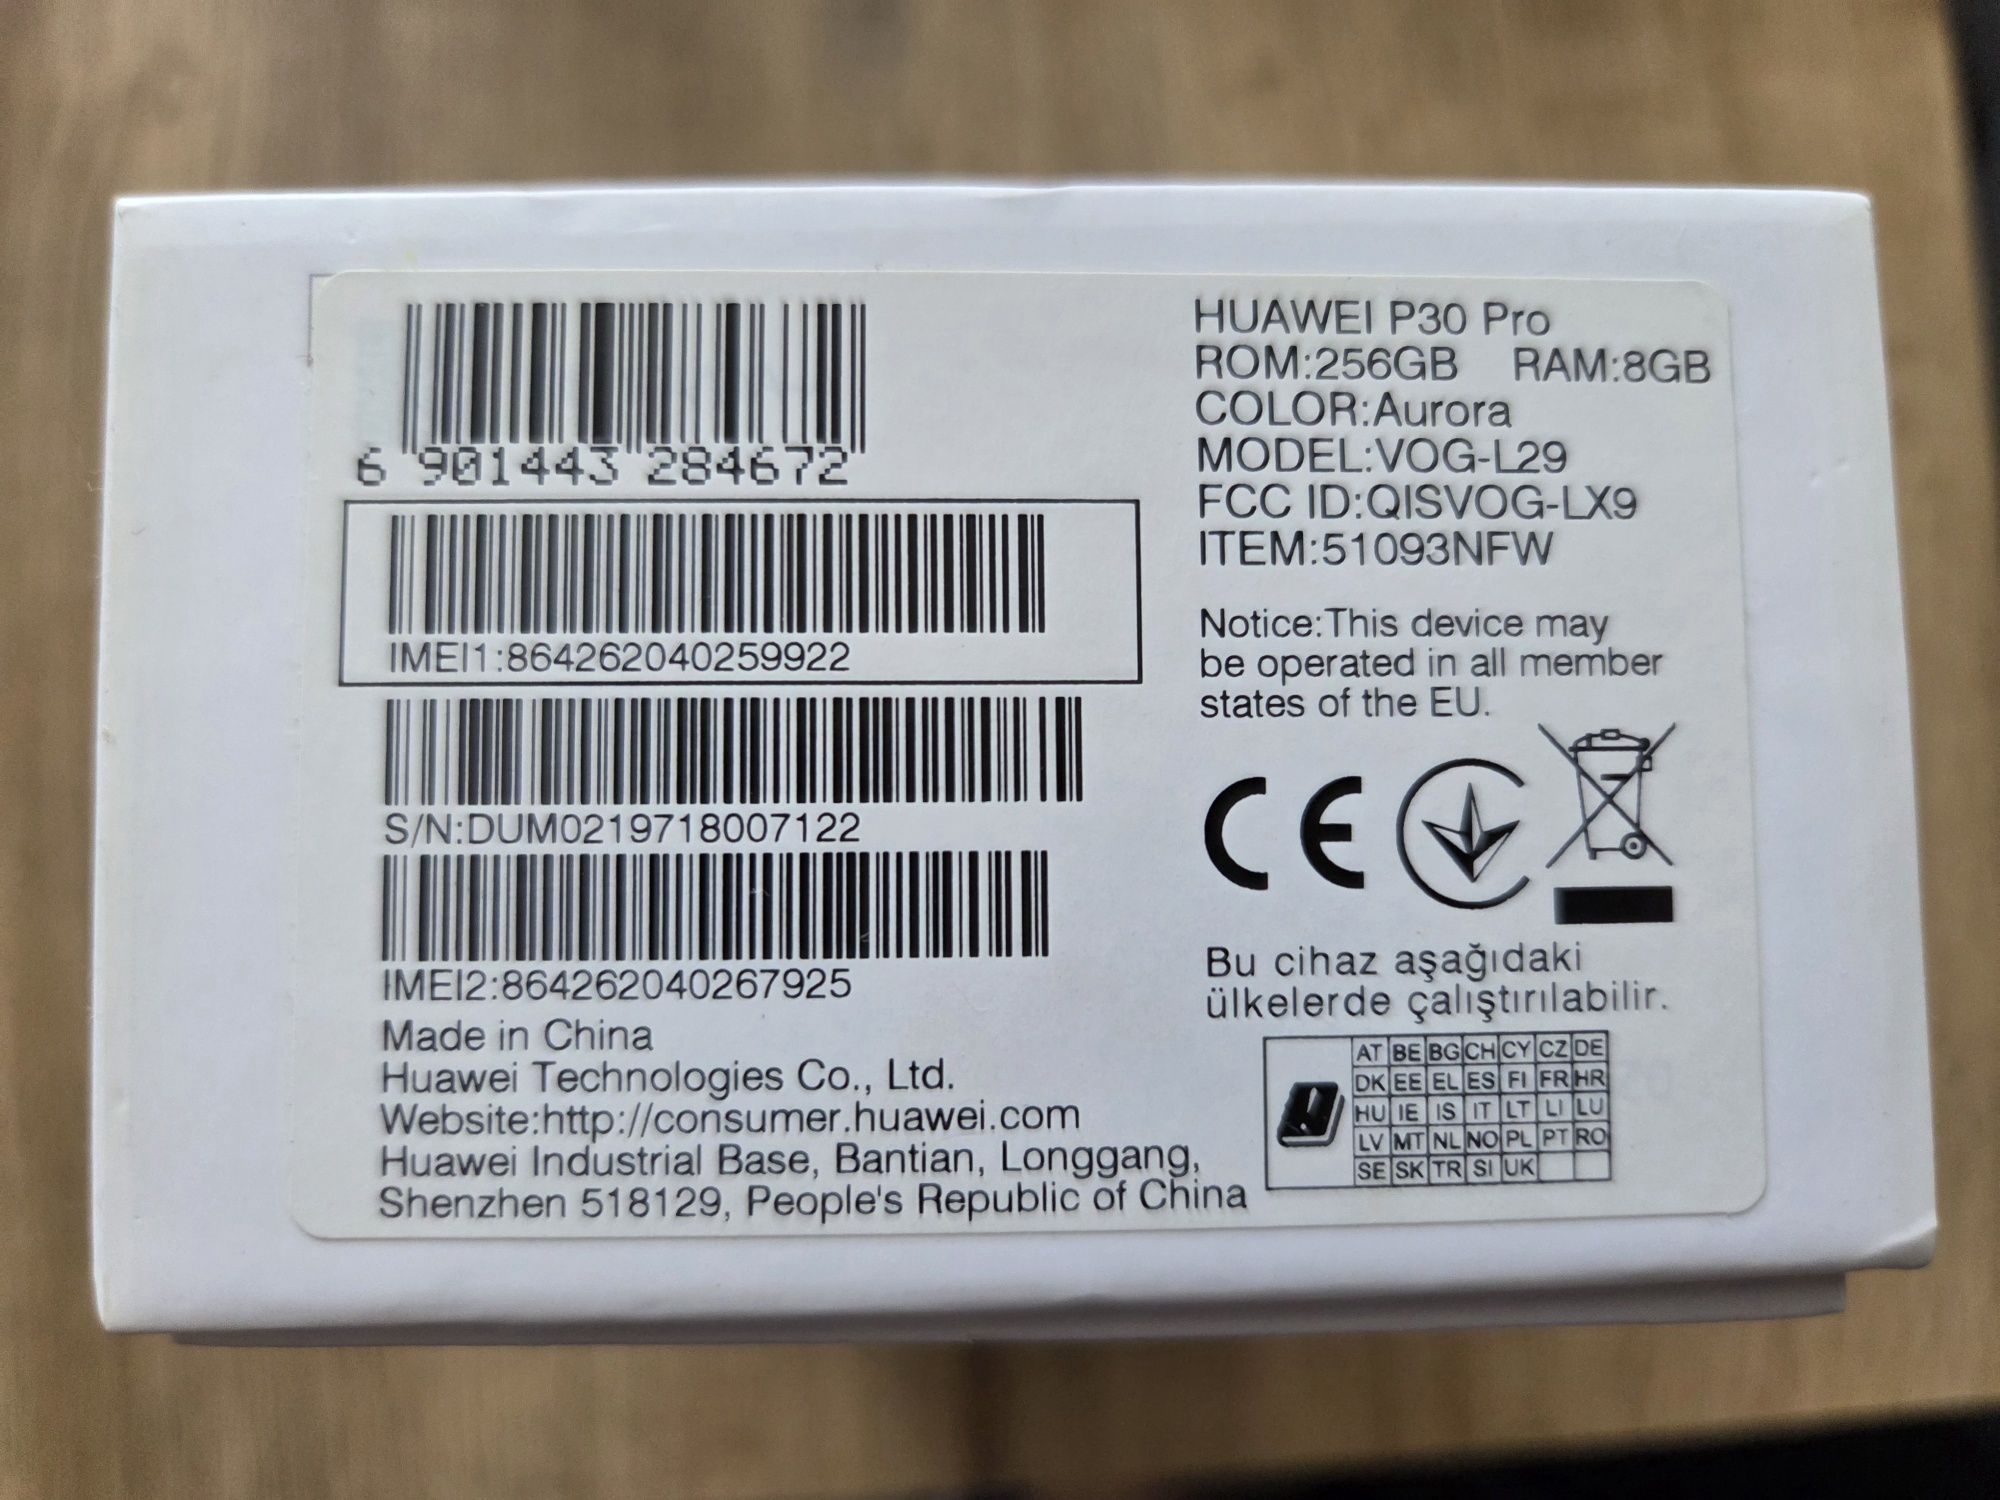 6 901443 284672
IMEI1:864262040259922
S/N:DUM0219718007122
IMEI2:864262040267925
Made in China
Huawei Technologies Co., Ltd.
Website:http://consumer.huawei.com
Huawei Industrial Base, Bantian, Longgang,
Shenzhen 518129, People's Republic of China
HUAWEI P30 Pro
ROM:256GB RAM:8GB
COLOR:Aurora
MODEL:VOG-L29
FCC ID:QISVOG-LX9
ITEM:51093NFW
Notice:This device may
be operated in all member
states of the EU.
CE
Bu cihaz aşağıdaki
ülkelerde çalıştırılabilir.
AT BE BG CH CY CZ DE
DK EE EL ES FI FR HR
HU IE IS IT LT LI LU
LV MT NL NO PL PT RO
SE SK TR SI UK